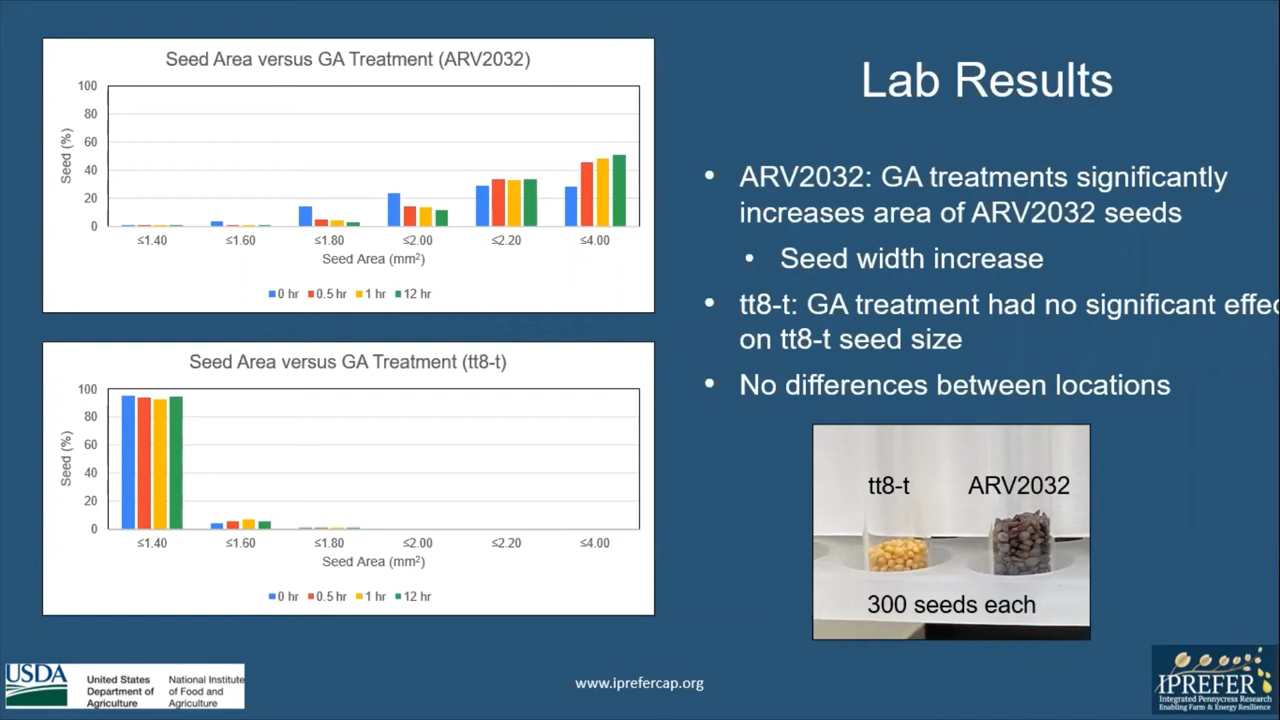 Seed Area versus GA Treatment (ARV2032)
100
80
60
40
20
0
Seed (%)
≤1.40 ≤1.60 ≤1.80 ≤2.00 ≤2.20 ≤4.00
Seed Area (mm²)
0 hr 0.5 hr 1 hr 12 hr
Seed Area versus GA Treatment (tt8-t)
100
80
60
40
20
0
Seed (%)
≤1.40 ≤1.60 ≤1.80 ≤2.00 ≤2.20 ≤4.00
Seed Area (mm²)
0 hr 0.5 hr 1 hr 12 hr
Lab Results
• ARV2032: GA treatments significantly
increases area of ARV2032 seeds
• Seed width increase
• tt8-t: GA treatment had no significant effec
on tt8-t seed size
• No differences between locations
tt8-t ARV2032
300 seeds each
USDA
United States
Department of
Agriculture
National Institute
of Food and
Agriculture
www.iprefercap.org
IPREFER
Integrated Pennycress Research
Enabling Farm & Energy Resilience